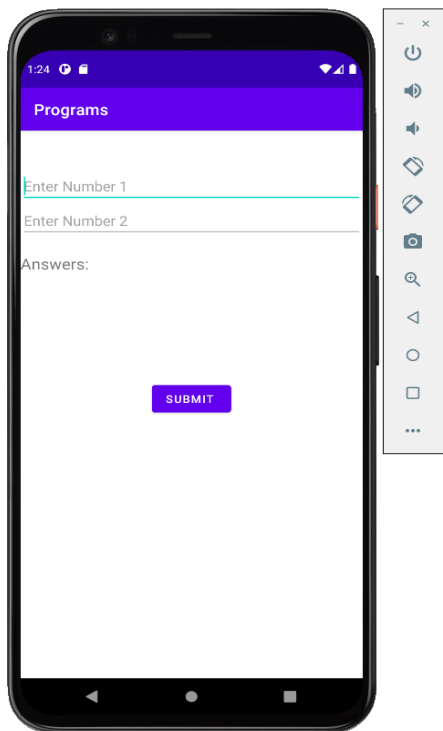 1:24
Programs
Enter Number 1
Enter Number 2
Answers:
SUBMIT